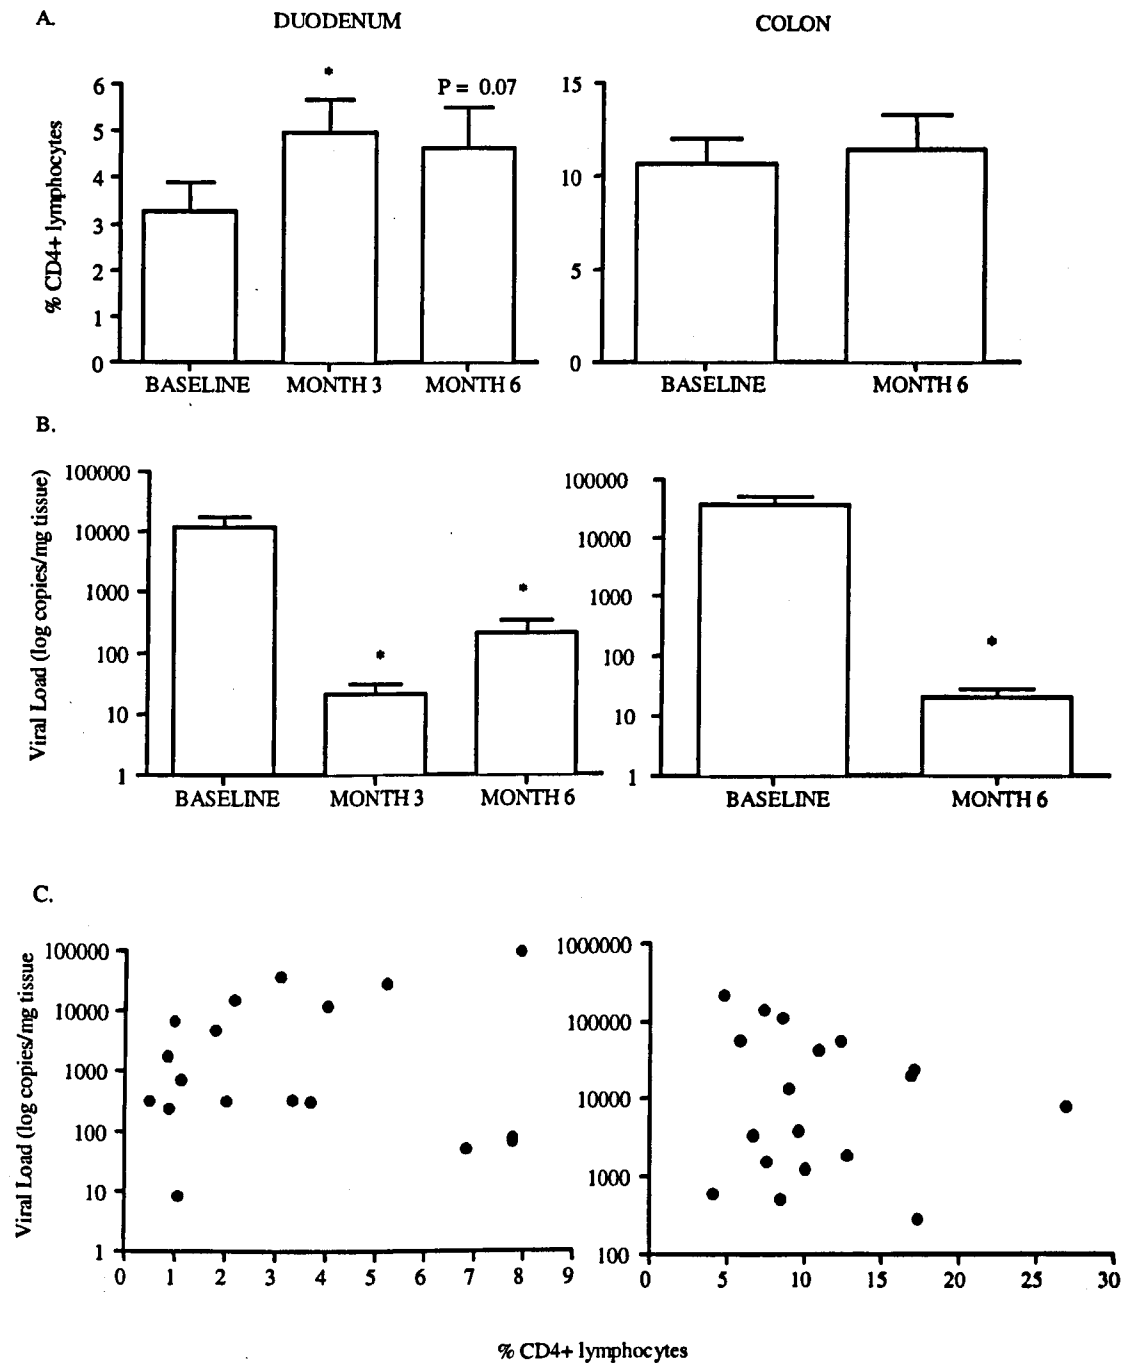 A.
DUODENUM
COLON
% CD4+ lymphocytes
6
5
4
3
2
1
0
*
P = 0.07
BASELINE
MONTH 3
MONTH 6
15
10
5
0
BASELINE
MONTH 6
B.
Viral Load (log copies/mg tissue)
100000
10000
1000
100
10
1
*
*
BASELINE
MONTH 3
MONTH 6
100000
10000
1000
100
10
1
*
BASELINE
MONTH 6
C.
Viral Load (log copies/mg tissue
100000
10000
1000
100
10
1
0 1 2 3 4 5 6 7 8 9
1000000
100000
10000
1000
100
0 5 10 15 20 25 30
% CD4+ lymphocytes